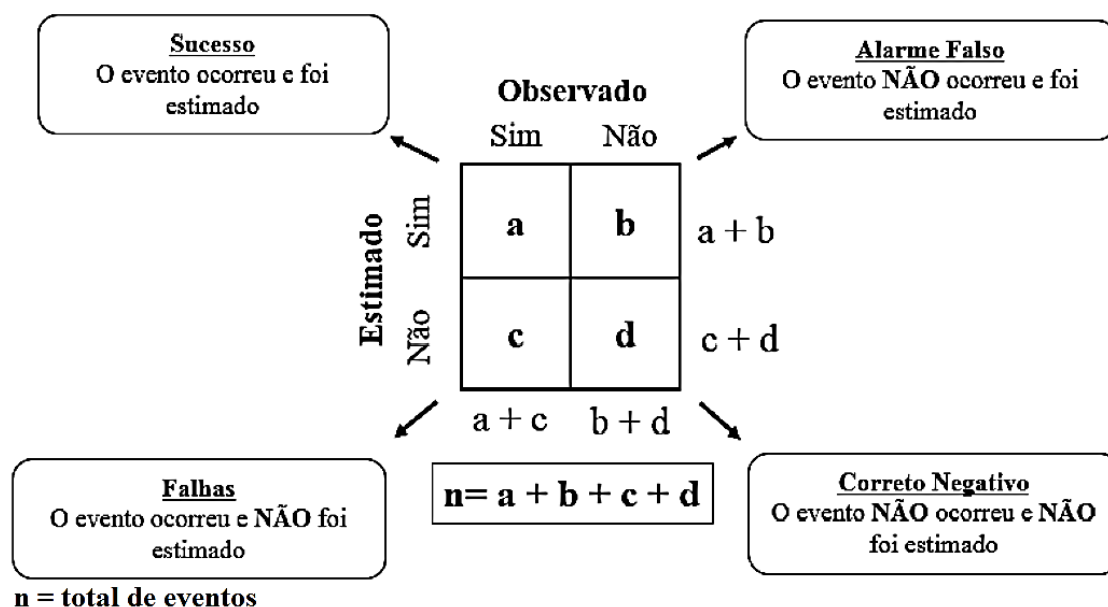 Sucesso
O evento ocorreu e foi
estimado
Alarme Falso
O evento NÃO ocorreu e foi
estimado
Observado
Sim Não
Estimado
Sim
a b a + b
Não
c d c + d
a + c b + d
n= a + b + c + d
Falhas
O evento ocorreu e NÃO foi
estimado
Correto Negativo
O evento NÃO ocorreu e NÃO
foi estimado
n = total de eventos